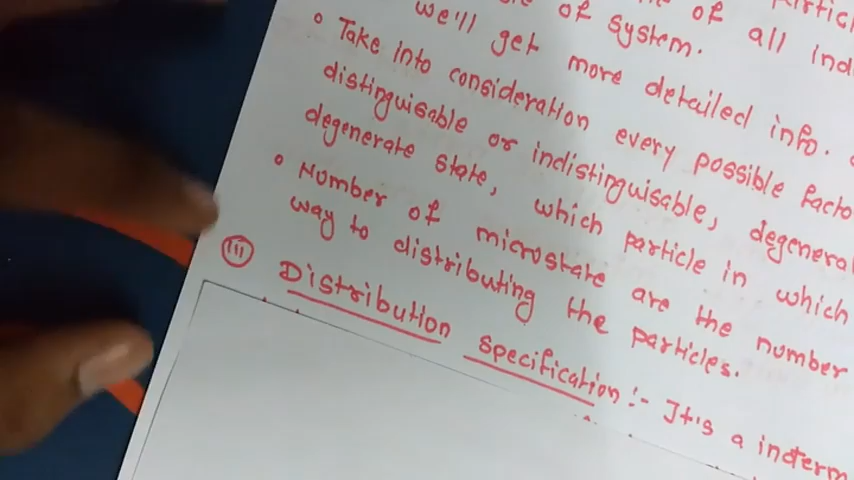 of system. of all ind
we'll get more detailed info.
• Take into consideration every possible facto
distinguisable or indistinguisable, degenera
degenerate state, which particle in which
• Number of microstate are the number
way to distributing the particles.
(III) Distribution Specification :- It's a interm